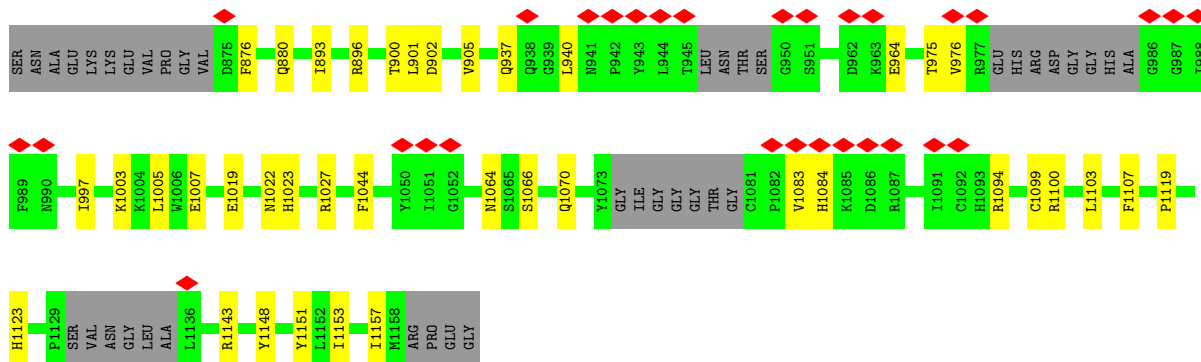 SER ASN ALA GLU LYS LYS GLU VAL PRO GLY VAL D875 F876 Q880 I893 R896 T900 L901 D902 V905 Q937 Q938 G939 L940 N941 P942 Y943 L944 T945 LEU ASN THR SER G950 S951 D962 K963 E964 T975 V976 R977 GLU HIS ARG ASP GLY GLY HIS ALA G986 G987 I988
F989 N990 I997 K1003 K1004 L1005 W1006 E1007 E1019 N1022 H1023 R1027 F1044 Y1050 I1051 G1052 N1064 S1065 S1066 Q1070 Y1073 GLY ILE GLY GLY GLY THR GLY C1081 P1082 V1083 H1084 K1085 D1086 R1087 I1091 C1092 H1093 R1094 C1099 R1100 L1103 F1107 P1119
H1123 P1129 SER VAL ASN GLY LEU ALA L1136 R1143 Y1148 Y1151 L1152 I1153 I1157 M1158 ARG PRO GLU GLY